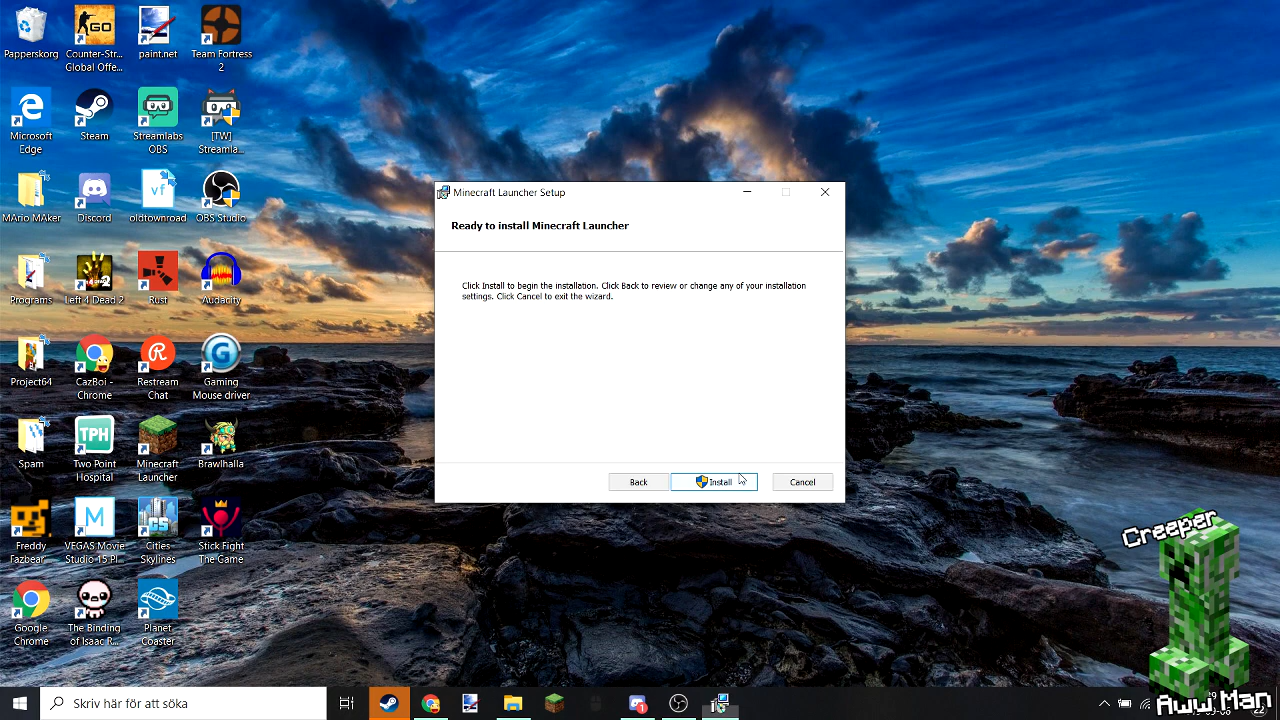 Papperskorg
Counter-Str...
Global Offe...
paint.net
Team Fortress
2
Microsoft
Edge
Steam
Streamlabs
OBS
[TW]
Streamla...
MArio MAker
Discord
oldtownroad
OBS Studio
Programs
Left 4 Dead 2
Rust
Audacity
Project64
CazBoi -
Chrome
Restream
Chat
Gaming
Mouse driver
Spam
Two Point
Hospital
Minecraft
Launcher
Brawlhalla
Freddy
Fazbear...
VEGAS Movie
Studio 15 Pl...
Cities-
Skylines
Stick Fight
The Game
Google
Chrome
The Binding
of Isaac R...
Planet
Coaster
Minecraft Launcher Setup
Ready to install Minecraft Launcher
Click Install to begin the installation. Click Back to review or change any of your installation
settings. Click Cancel to exit the wizard.
Back
Install
Cancel
Creeper
Aww Man
Skriv här för att söka